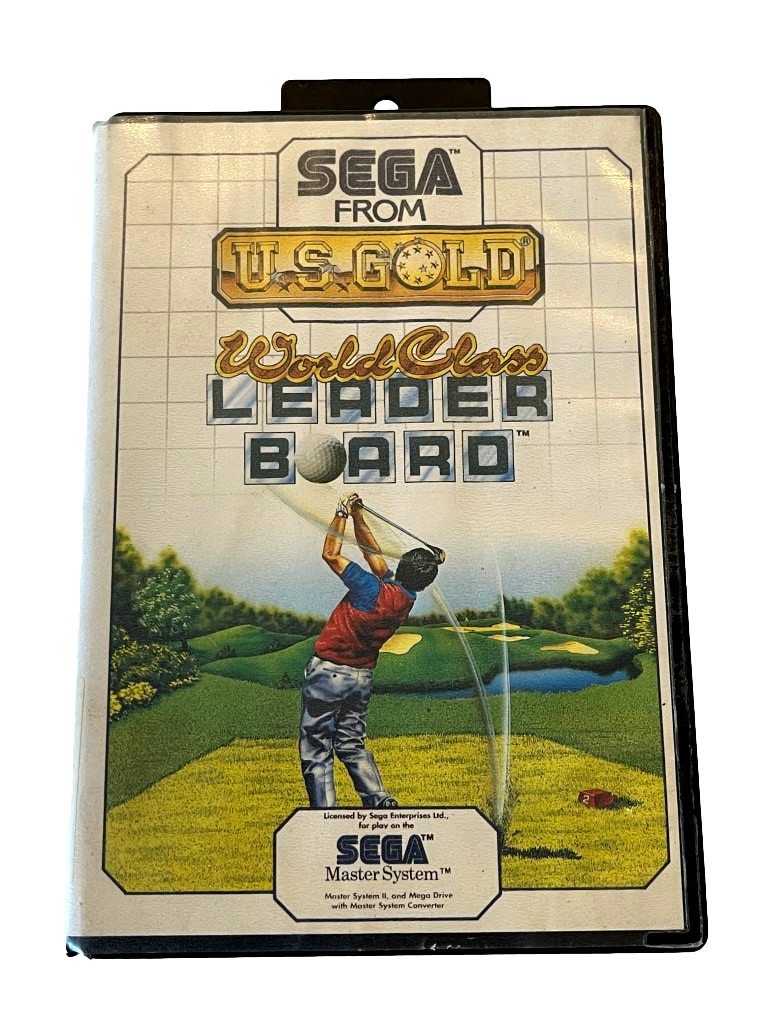 SEGA™
FROM
U.S. GOLD®
World Class
LEADER
BOARD™
2
Licensed by Sega Enterprises Ltd.,
for play on the
SEGA™
Master System™
Master System II, and Mega Drive
with Master System Converter